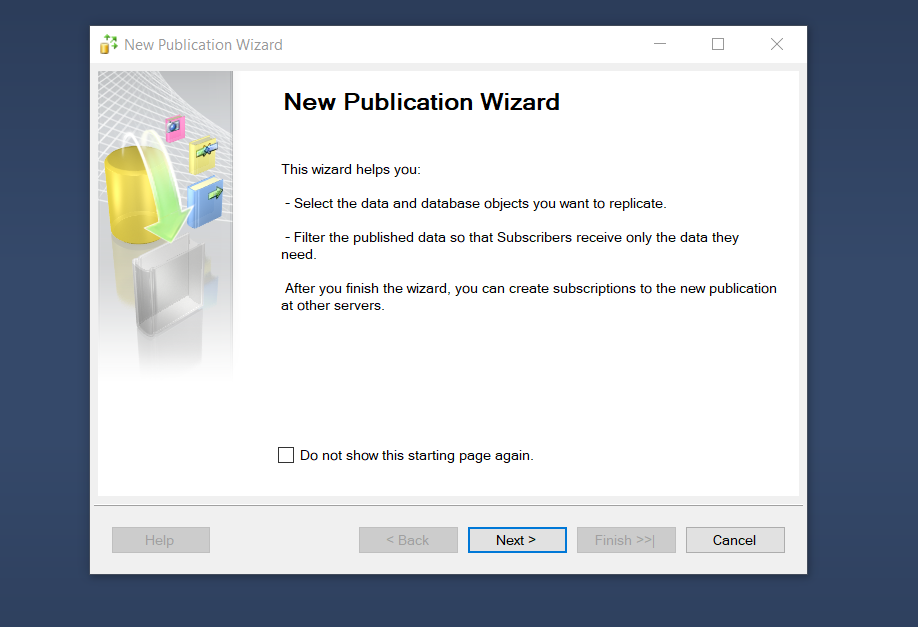 New Publication Wizard
New Publication Wizard
This wizard helps you:
- Select the data and database objects you want to replicate.
- Filter the published data so that Subscribers receive only the data they
need.
After you finish the wizard, you can create subscriptions to the new publication
at other servers.
Do not show this starting page again.
Help
< Back
Next >
Finish >>|
Cancel